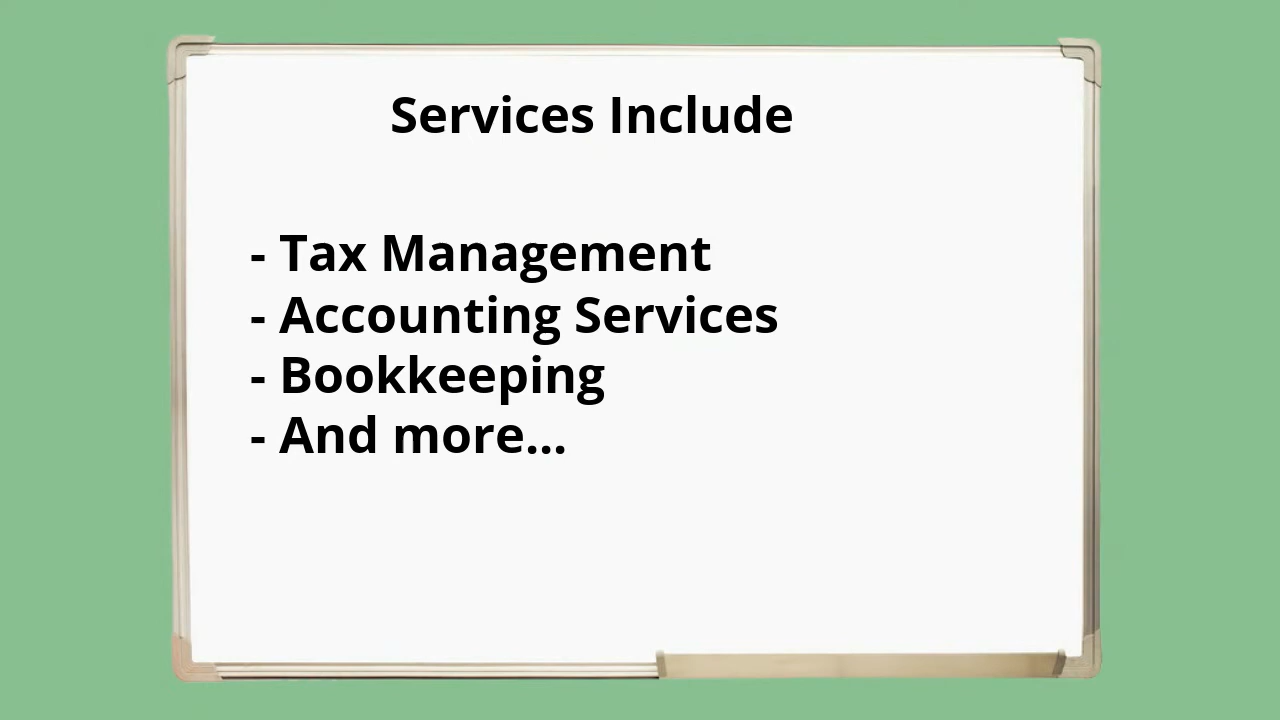 Services Include
- Tax Management
- Accounting Services
- Bookkeeping
- And more...